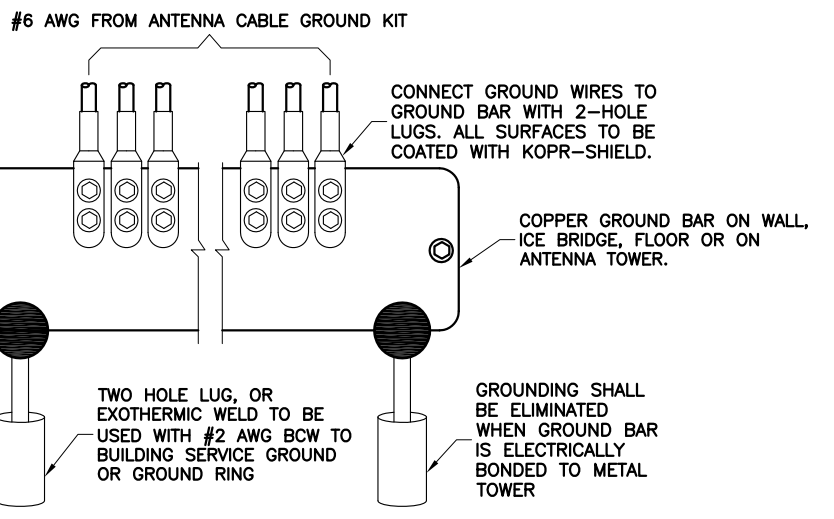 #6 AWG FROM ANTENNA CABLE GROUND KIT
CONNECT GROUND WIRES TO
GROUND BAR WITH 2-HOLE
LUGS. ALL SURFACES TO BE
COATED WITH KOPR-SHIELD.
COPPER GROUND BAR ON WALL,
ICE BRIDGE, FLOOR OR ON
ANTENNA TOWER.
TWO HOLE LUG, OR
EXOTHERMIC WELD TO BE
USED WITH #2 AWG BCW TO
BUILDING SERVICE GROUND
OR GROUND RING
GROUNDING SHALL
BE ELIMINATED
WHEN GROUND BAR
IS ELECTRICALLY
BONDED TO METAL
TOWER